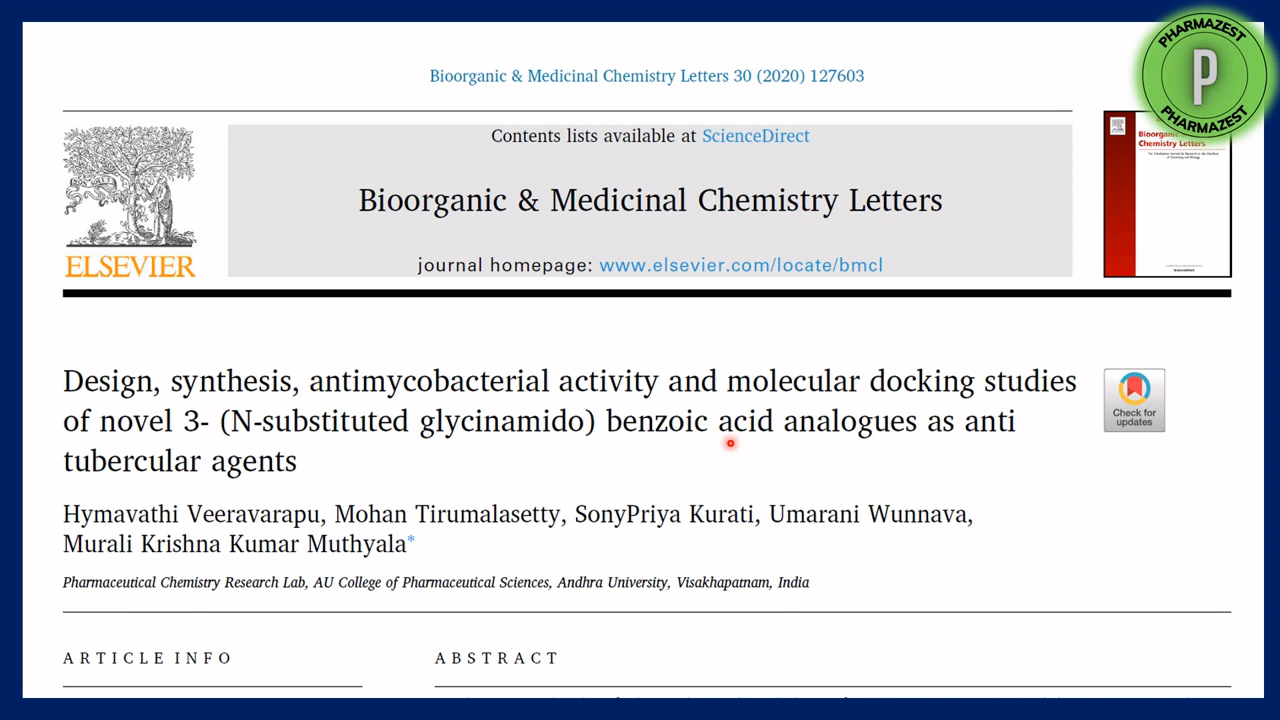 PHARMAZEST
P
PHARMAZEST
Bioorganic & Medicinal Chemistry Letters 30 (2020) 127603
Contents lists available at ScienceDirect
Bioorganic & Medicinal Chemistry Letters
journal homepage: www.elsevier.com/locate/bmcl
ELSEVIER
Bioorganic
Chemistry Letters
Design, synthesis, antimycobacterial activity and molecular docking studies
of novel 3- (N-substituted glycinamido) benzoic acid analogues as anti
tubercular agents
Check for
updates
Hymavathi Veeravarapu, Mohan Tirumalasetty, SonyPriya Kurati, Umarani Wunnava,
Murali Krishna Kumar Muthyala*
Pharmaceutical Chemistry Research Lab, AU College of Pharmaceutical Sciences, Andhra University, Visakhapatnam, India
ARTICLE INFO
ABSTRACT